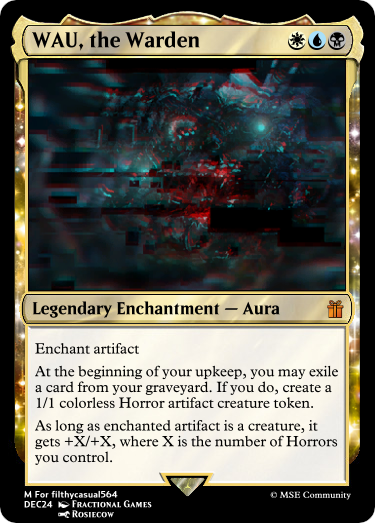 WAU, the Warden
Legendary Enchantment — Aura
Enchant artifact
At the beginning of your upkeep, you may exile
a card from your graveyard. If you do, create a
1/1 colorless Horror artifact creature token.
As long as enchanted artifact is a creature, it
gets +X/+X, where X is the number of Horrors
you control.
M For filthycasual564
DEC24 Fractional Games
Rosiecow
© MSE Community